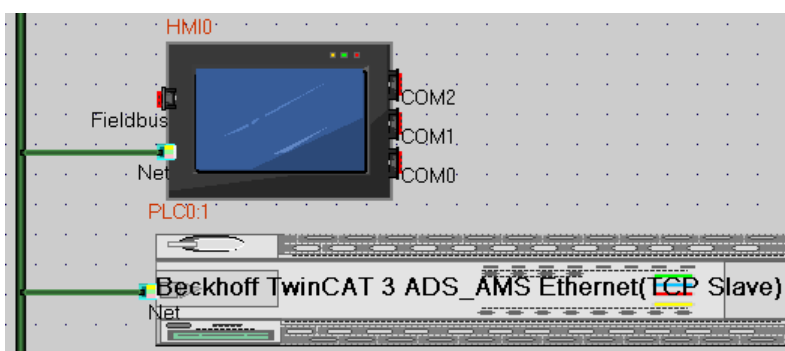 HMI0
COM2
Fieldbus
COM1
Net
COM0
PLC0:1
Beckhoff TwinCAT 3 ADS_AMS Ethernet(TCP Slave)
Net